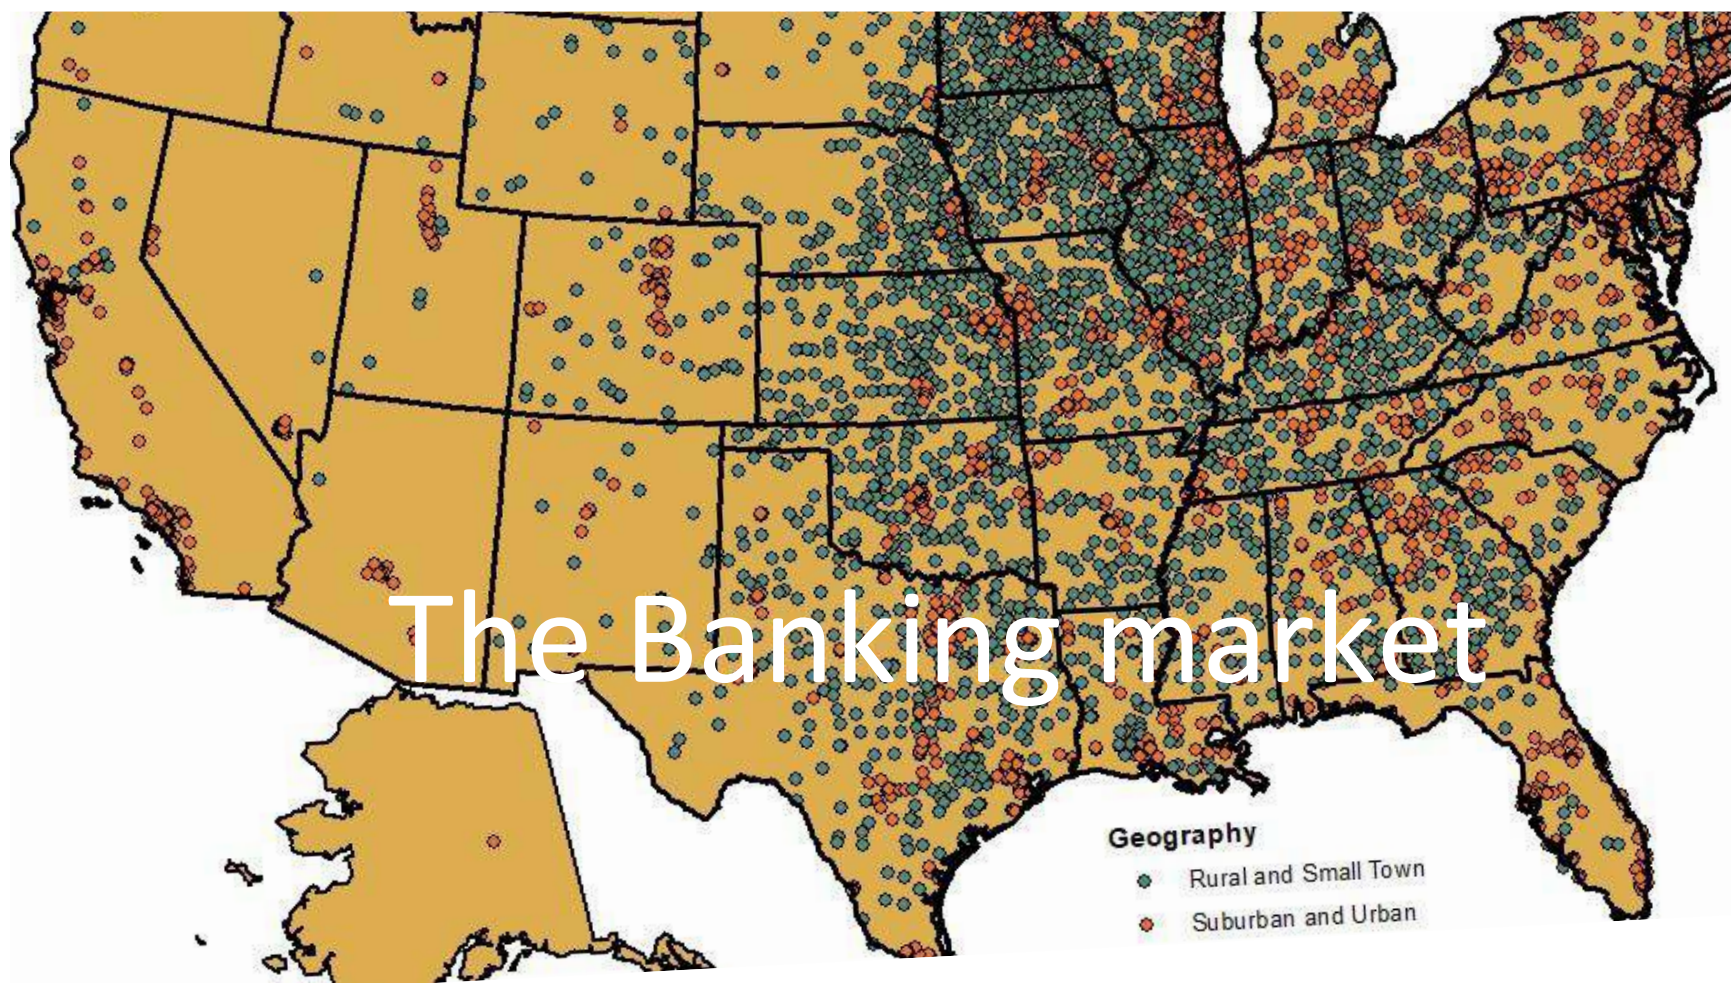 The Banking market
Geography
Rural and Small Town
Suburban and Urban